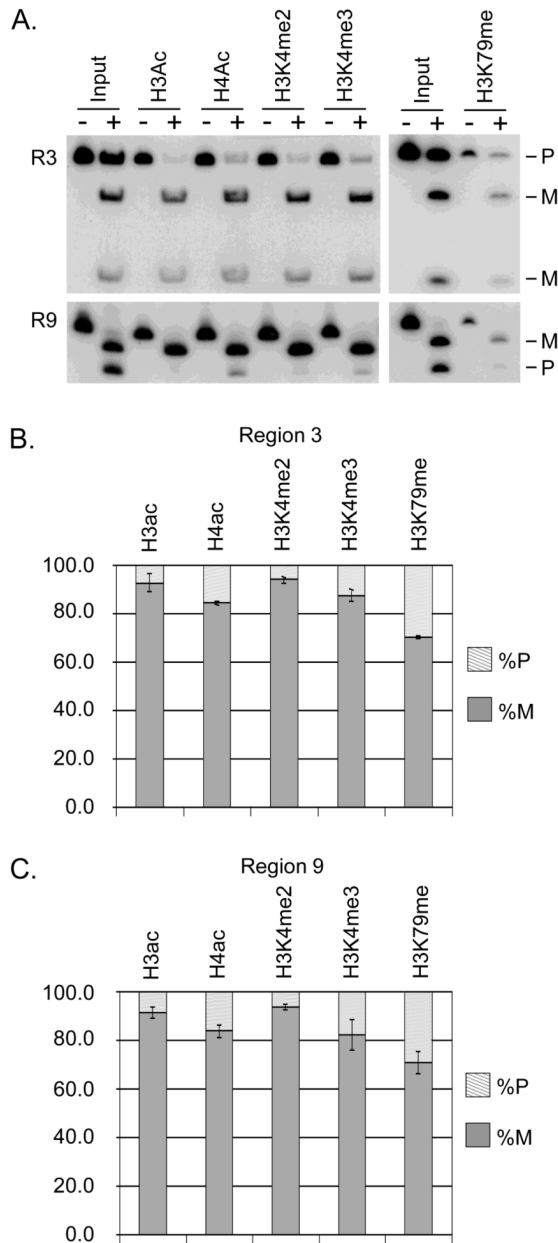 A.
Input H3Ac H4Ac H3K4me2 H3K4me3 Input H3K79me
- + - + - + - + - + - + - +
R3
P
M
M
R9
M
P
B.
Region 3
H3ac H4ac H3K4me2 H3K4me3 H3K79me
100.0
80.0
60.0
40.0
20.0
0.0
%P
%M
C.
Region 9
H3ac H4ac H3K4me2 H3K4me3 H3K79me
100.0
80.0
60.0
40.0
20.0
0.0
%P
%M